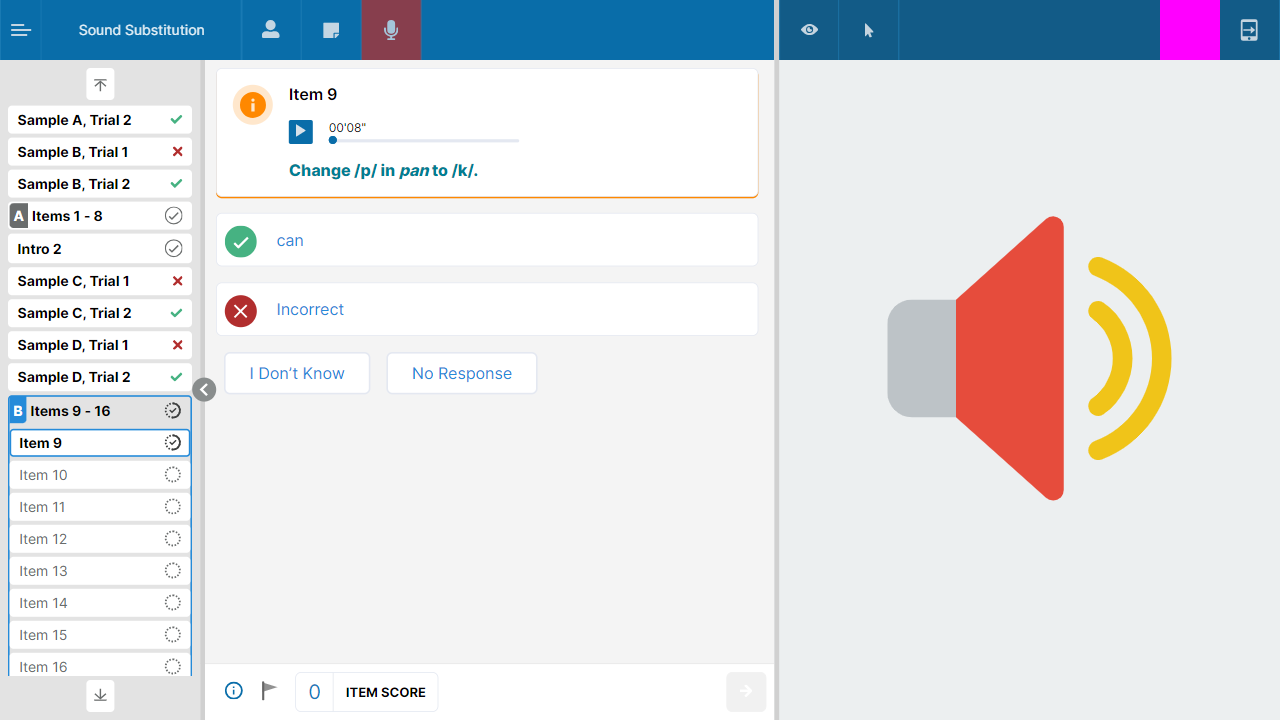 Sound Substitution
Sample A, Trial 2
Sample B, Trial 1
Sample B, Trial 2
A Items 1 - 8
Intro 2
Sample C, Trial 1
Sample C, Trial 2
Sample D, Trial 1
Sample D, Trial 2
B Items 9 - 16
Item 9
Item 10
Item 11
Item 12
Item 13
Item 14
Item 15
Item 16
Item 9
00'08"
Change /p/ in pan to /k/.
can
Incorrect
I Don’t Know
No Response
0 ITEM SCORE